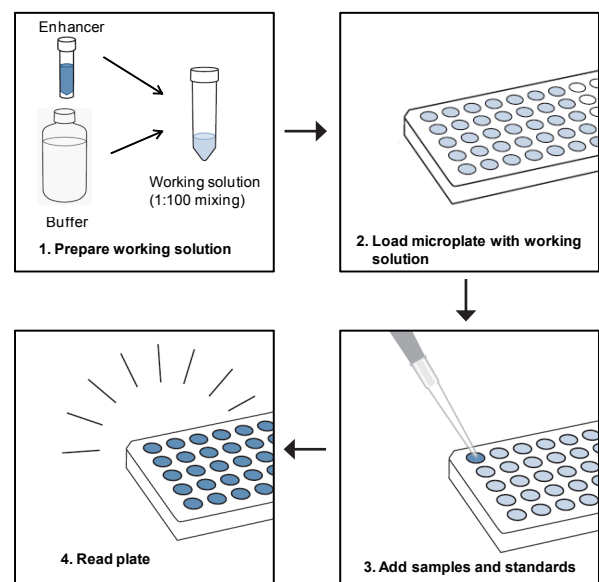 Enhancer
Working solution
(1:100 mixing)
Buffer
1. Prepare working solution
2. Load microplate with working
solution
3. Add samples and standards
4. Read plate